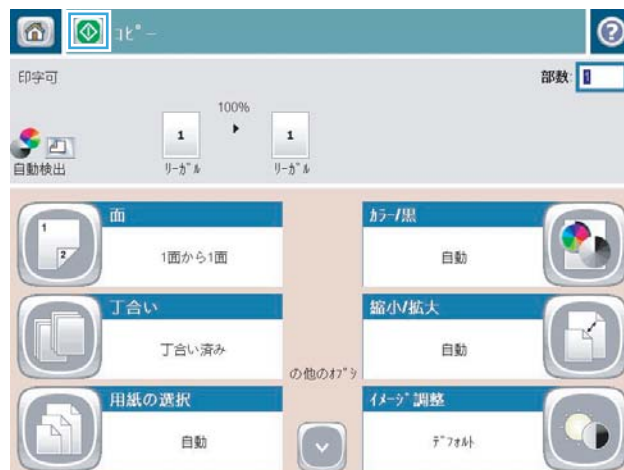 コピー
印字可 部数: 1
100%
1 1
自動検出 リーガル リーガル
面 カラー/黒
1
2
1面から1面 自動
丁合い 縮小/拡大
丁合い済み 自動
の他のオプシ
用紙の選択 イメージ調整
自動 デフォルト